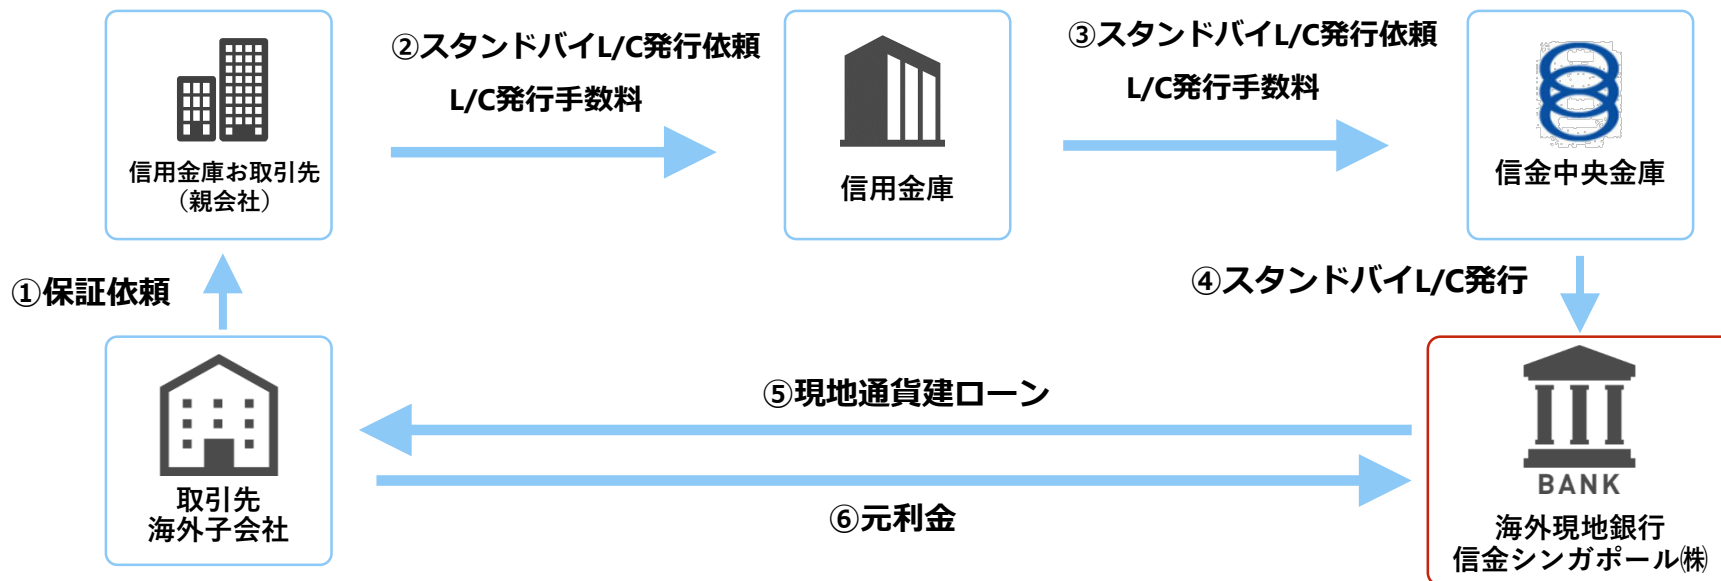 ②スタンドバイL/C発行依頼
L/C発行手数料
③スタンドバイL/C発行依頼
L/C発行手数料
信用金庫お取引先
（親会社）
信用金庫
信金中央金庫
①保証依頼
④スタンドバイL/C発行
⑤現地通貨建ローン
⑥元利金
取引先
海外子会社
BANK
海外現地銀行
信金シンガポール㈱